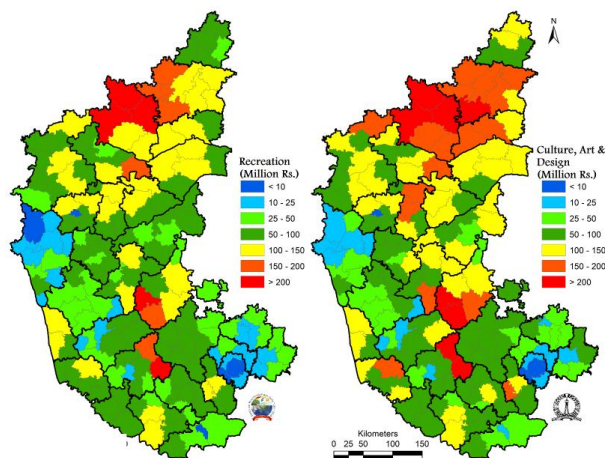 Recreation
(Million Rs.)
< 10
10 - 25
25 - 50
50 - 100
100 - 150
150 - 200
> 200
N
Culture, Art &
Design
(Million Rs.)
< 10
10 - 25
25 - 50
50 - 100
100 - 150
150 - 200
> 200
Kilometers
0 25 50 100 150